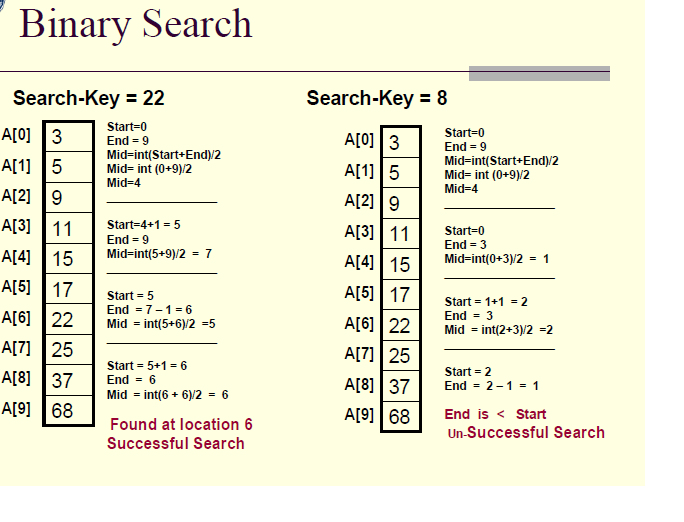 Binary Search
Search-Key = 22
A[0] 3
A[1] 5
A[2] 9
A[3] 11
A[4] 15
A[5] 17
A[6] 22
A[7] 25
A[8] 37
A[9] 68
Start=0
End = 9
Mid=int(Start+End)/2
Mid= int (0+9)/2
Mid=4
Start=4+1 = 5
End = 9
Mid=int(5+9)/2 = 7
Start = 5
End = 7 – 1 = 6
Mid = int(5+6)/2 =5
Start = 5+1 = 6
End = 6
Mid = int(6 + 6)/2 = 6
Found at location 6
Successful Search
Search-Key = 8
A[0] 3
A[1] 5
A[2] 9
A[3] 11
A[4] 15
A[5] 17
A[6] 22
A[7] 25
A[8] 37
A[9] 68
Start=0
End = 9
Mid=int(Start+End)/2
Mid= int (0+9)/2
Mid=4
Start=0
End = 3
Mid=int(0+3)/2 = 1
Start = 1+1 = 2
End = 3
Mid = int(2+3)/2 =2
Start = 2
End = 2 – 1 = 1
End is < Start
Un-Successful Search